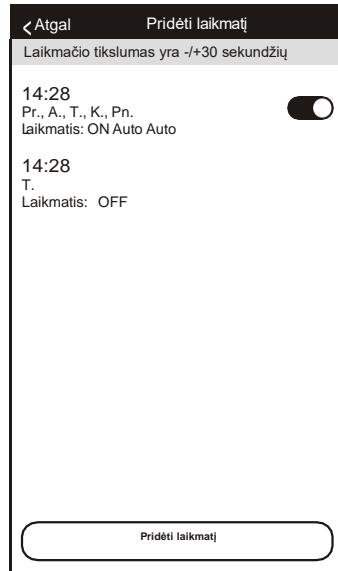 Atgal Pridėti laikmatį
Laikmačio tikslumas yra -/+30 sekundžių
14:28
Pr., A., T., K., Pn.
Laikmatis: ON Auto Auto
14:28
T.
Laikmatis: OFF
Pridėti laikmatį